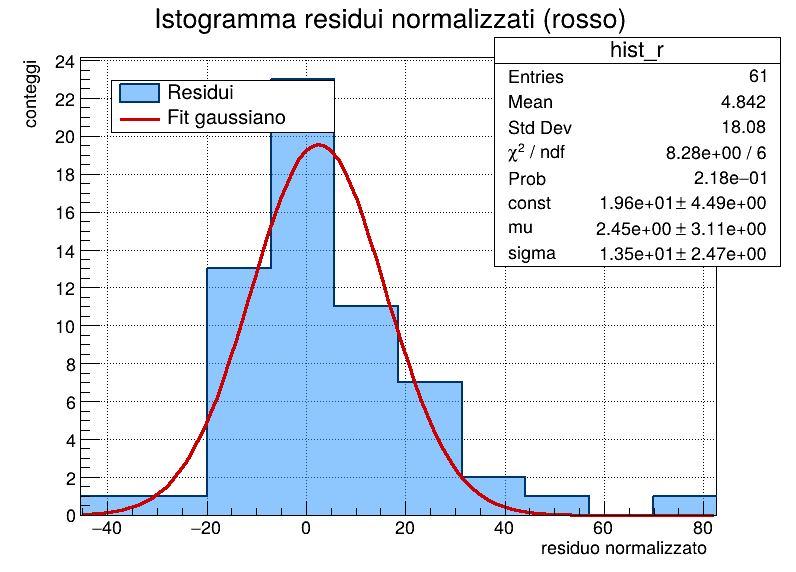 Istogramma residui normalizzati (rosso)
hist_r
Entries 61
Mean 4.842
Std Dev 18.08
χ² / ndf 8.28e+00 / 6
Prob 2.18e−01
const 1.96e+01 ± 4.49e+00
mu 2.45e+00 ± 3.11e+00
sigma 1.35e+01 ± 2.47e+00
Residui
Fit gaussiano
conteggi
24
22
20
18
16
14
12
10
8
6
4
2
0
−40 −20 0 20 40 60 80
residuo normalizzato